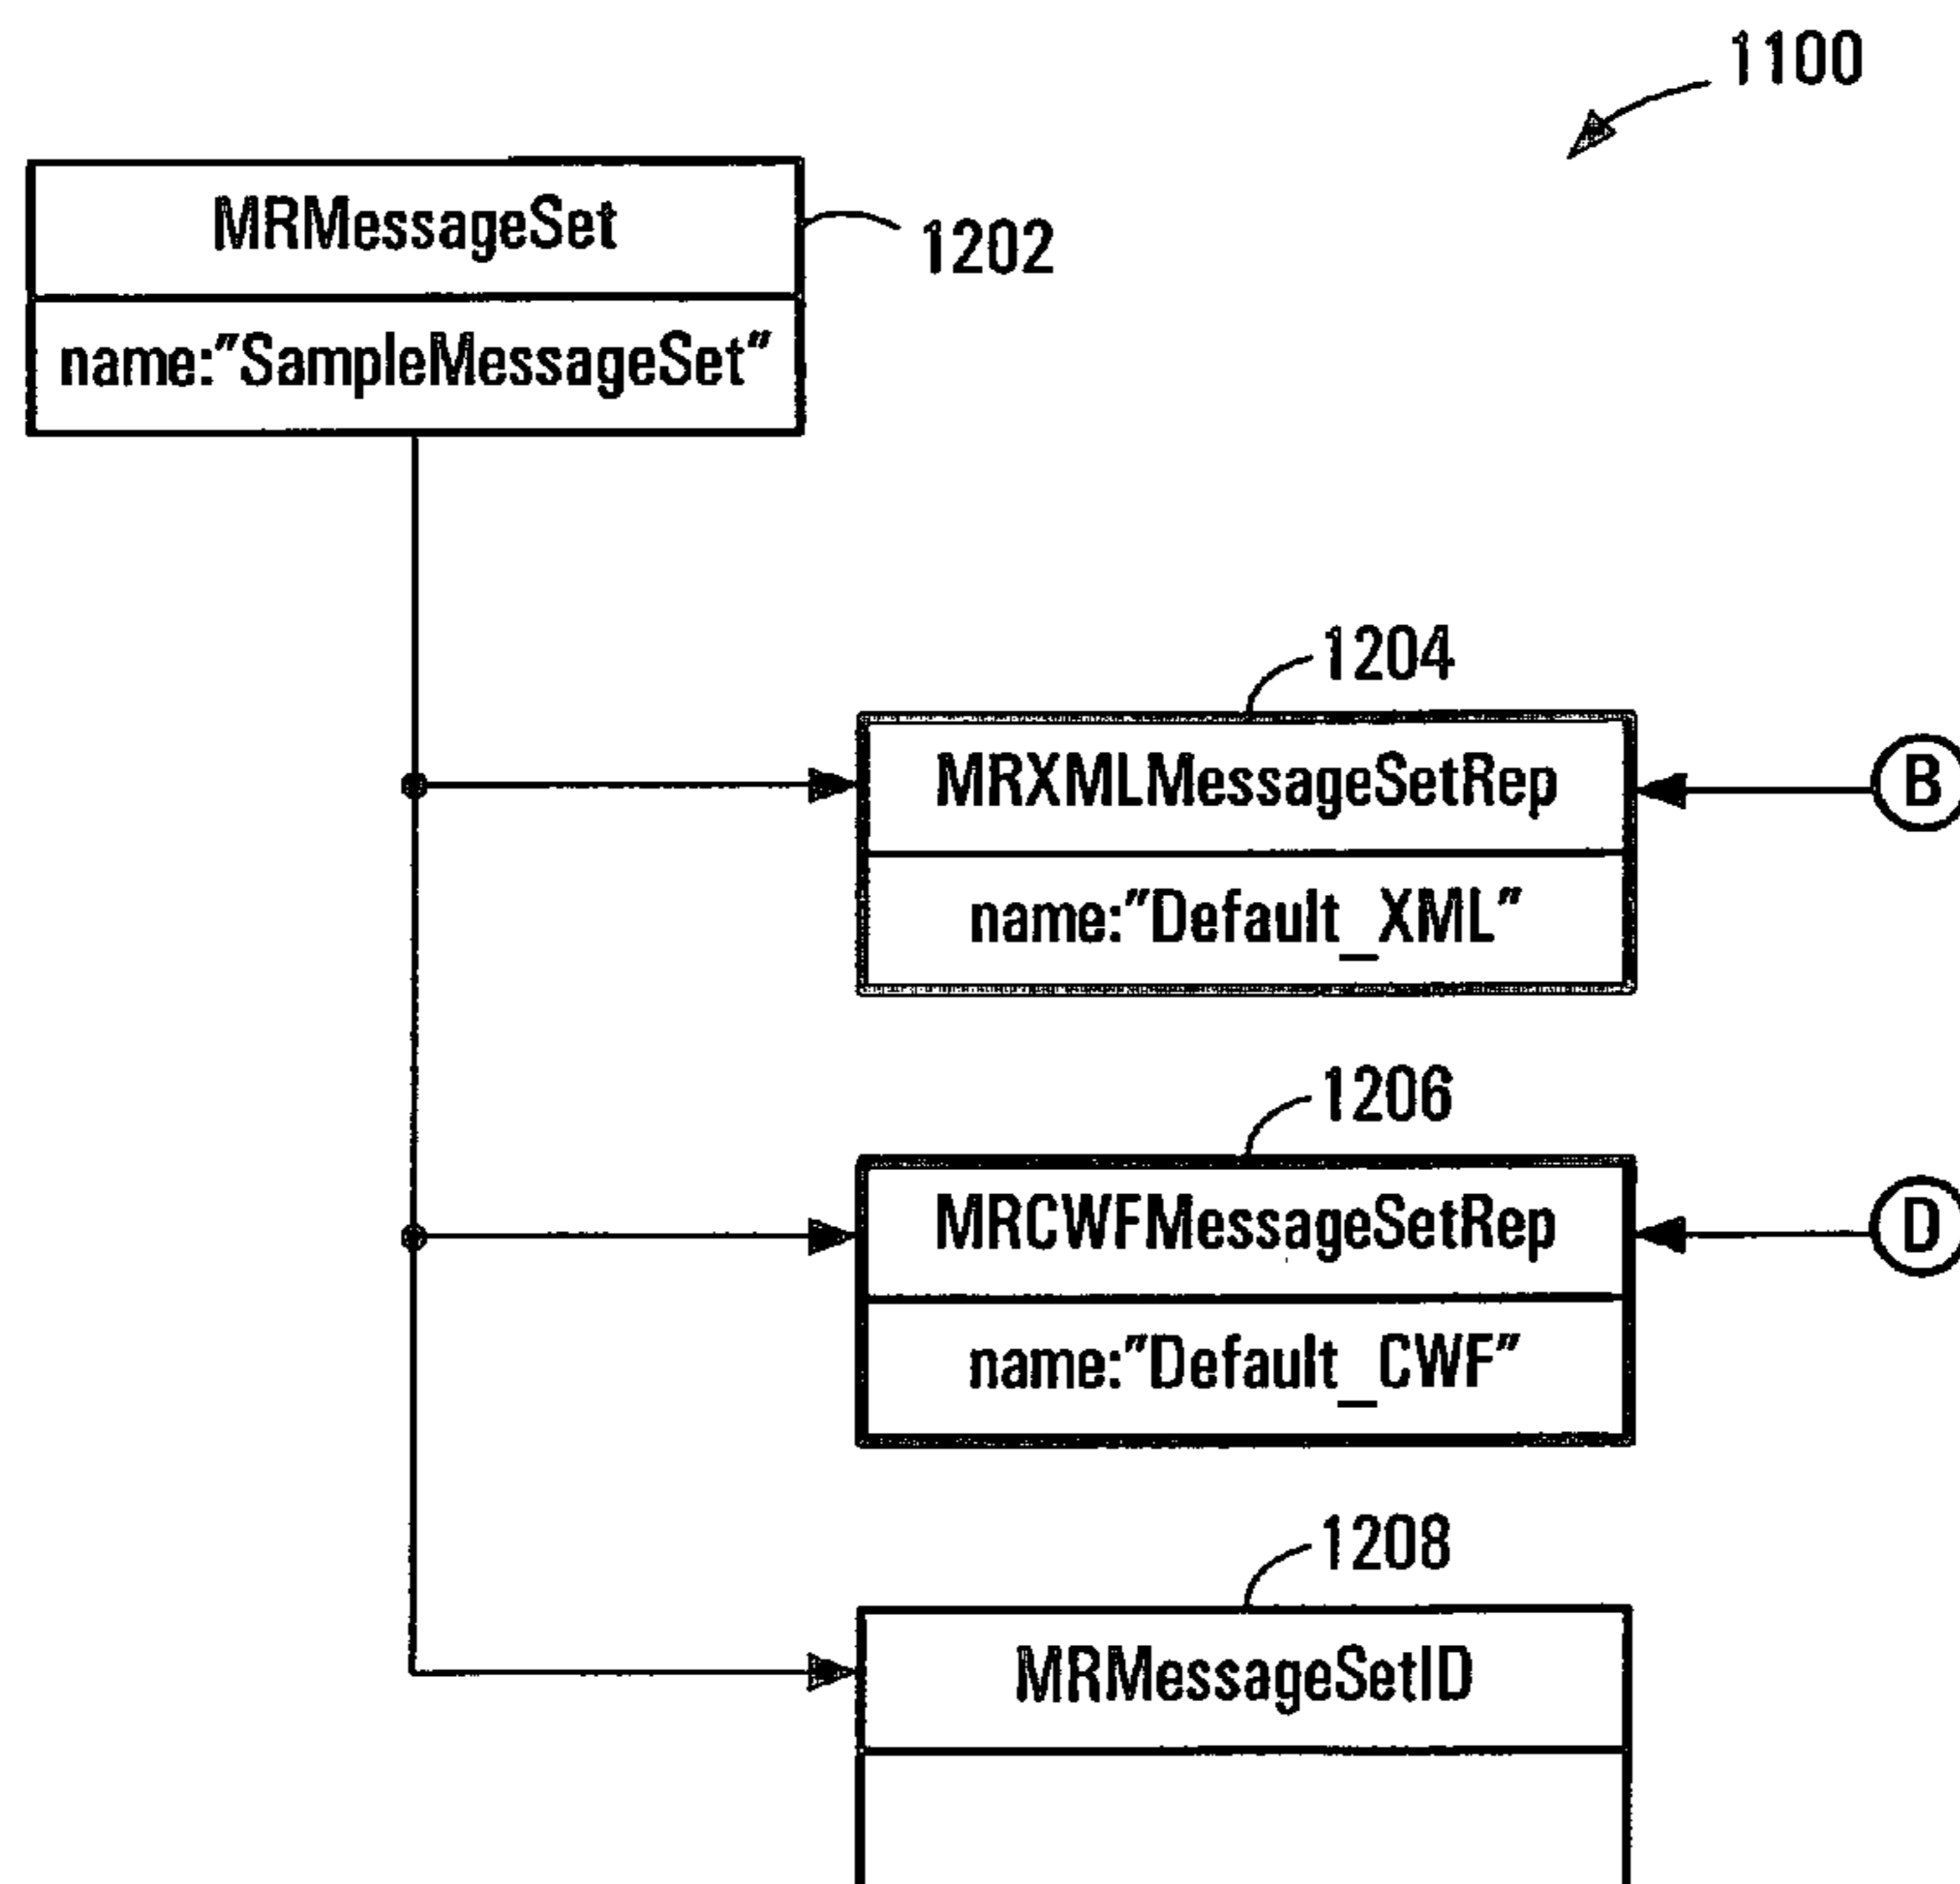 1100
MRMessageSet
1202
name:"SampleMessageSet"
1204
MRXMLMessageSetRep
B
name:"Default_XML"
1206
MRCWFMessageSetRep
D
name:"Default_CWF"
1208
MRMessageSetID